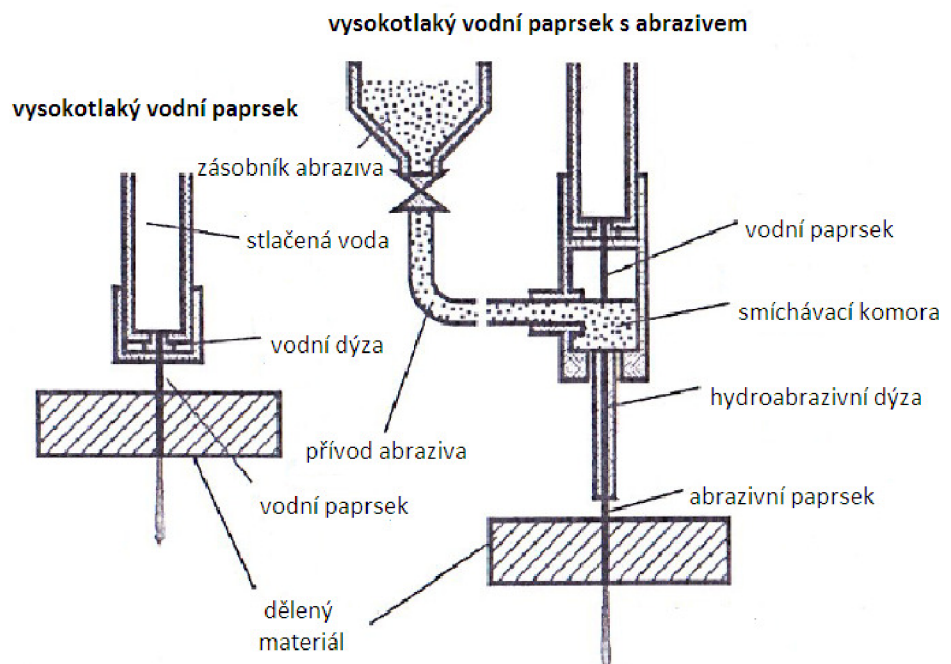 vysokotlaký vodní paprsek s abrazivem
vysokotlaký vodní paprsek
zásobník abraziva
stlačená voda
vodní paprsek
smíchávací komora
vodní dýza
hydroabrazivní dýza
přívod abraziva
vodní paprsek
abrazivní paprsek
dělený
materiál